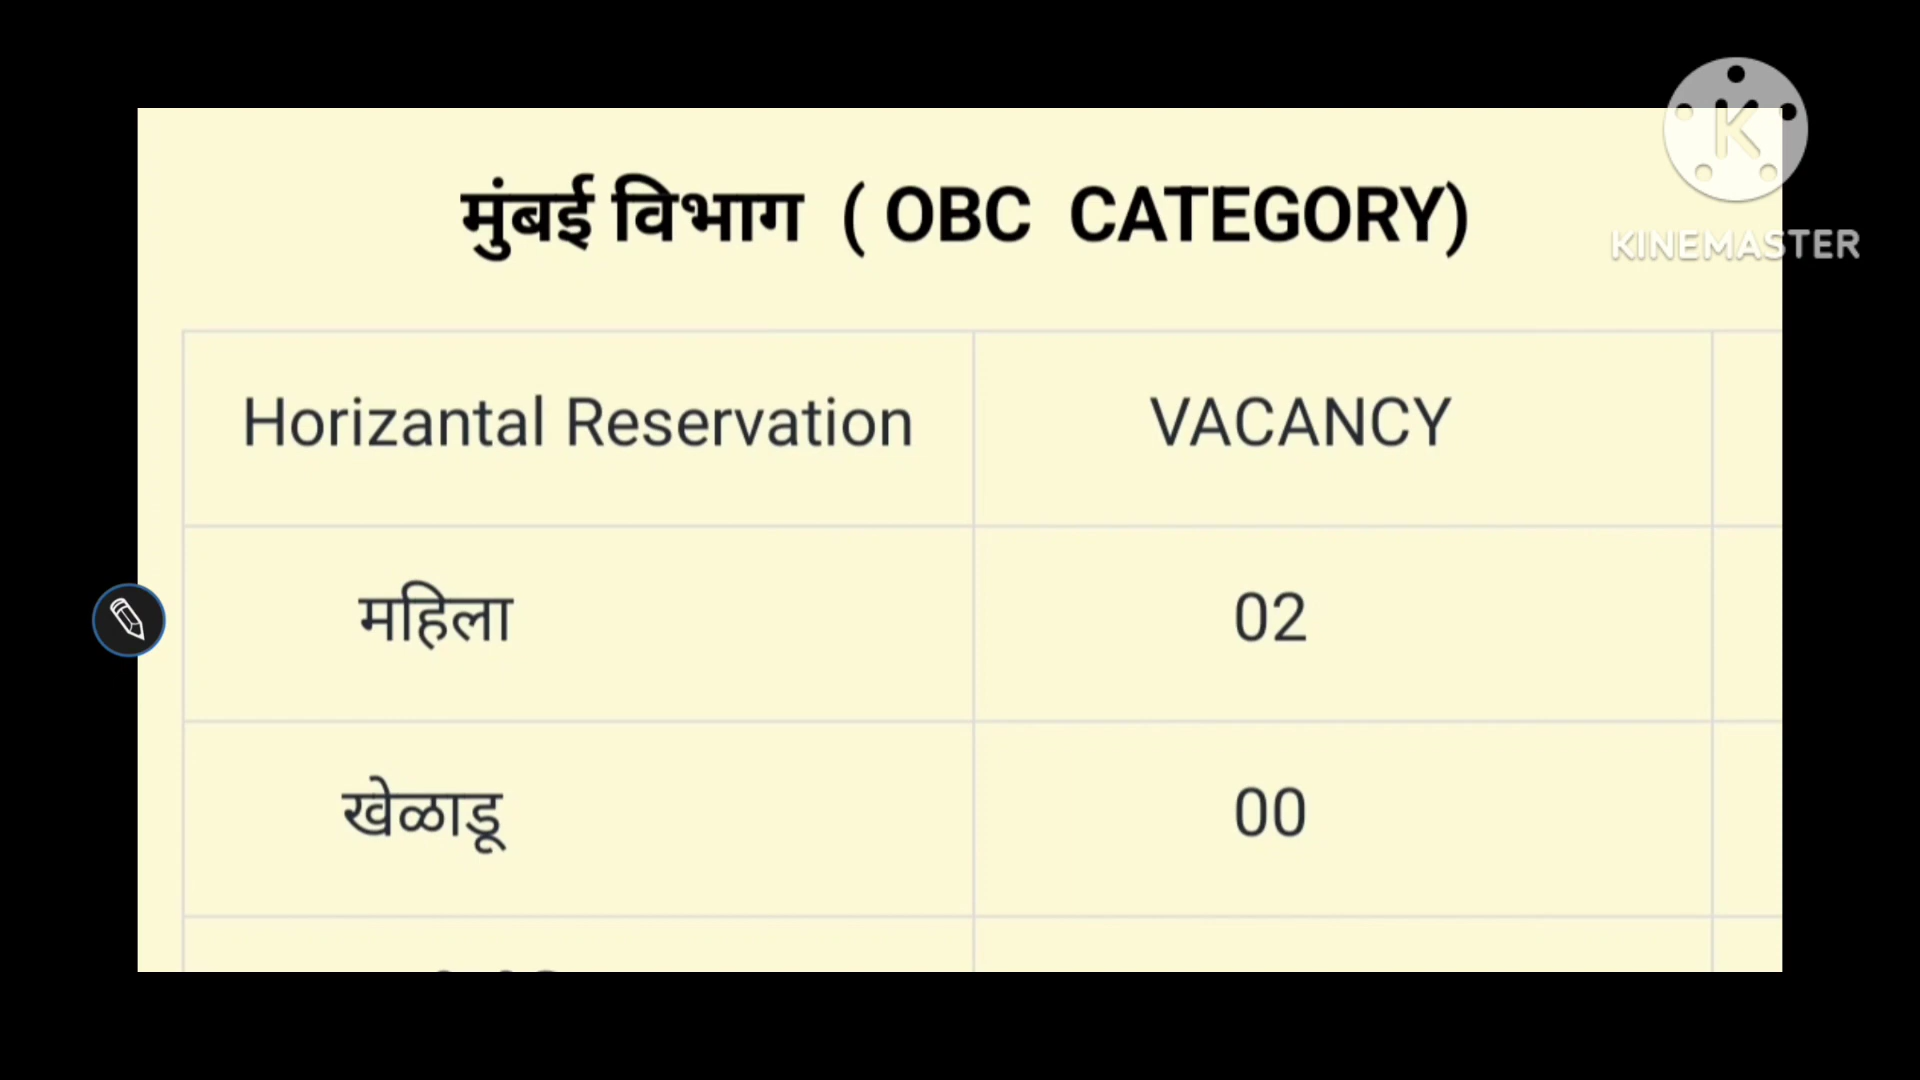 मुंबई विभाग ( OBC CATEGORY)
K
KINEMASTER
Horizantal Reservation VACANCY
महिला 02
खेळाडू 00